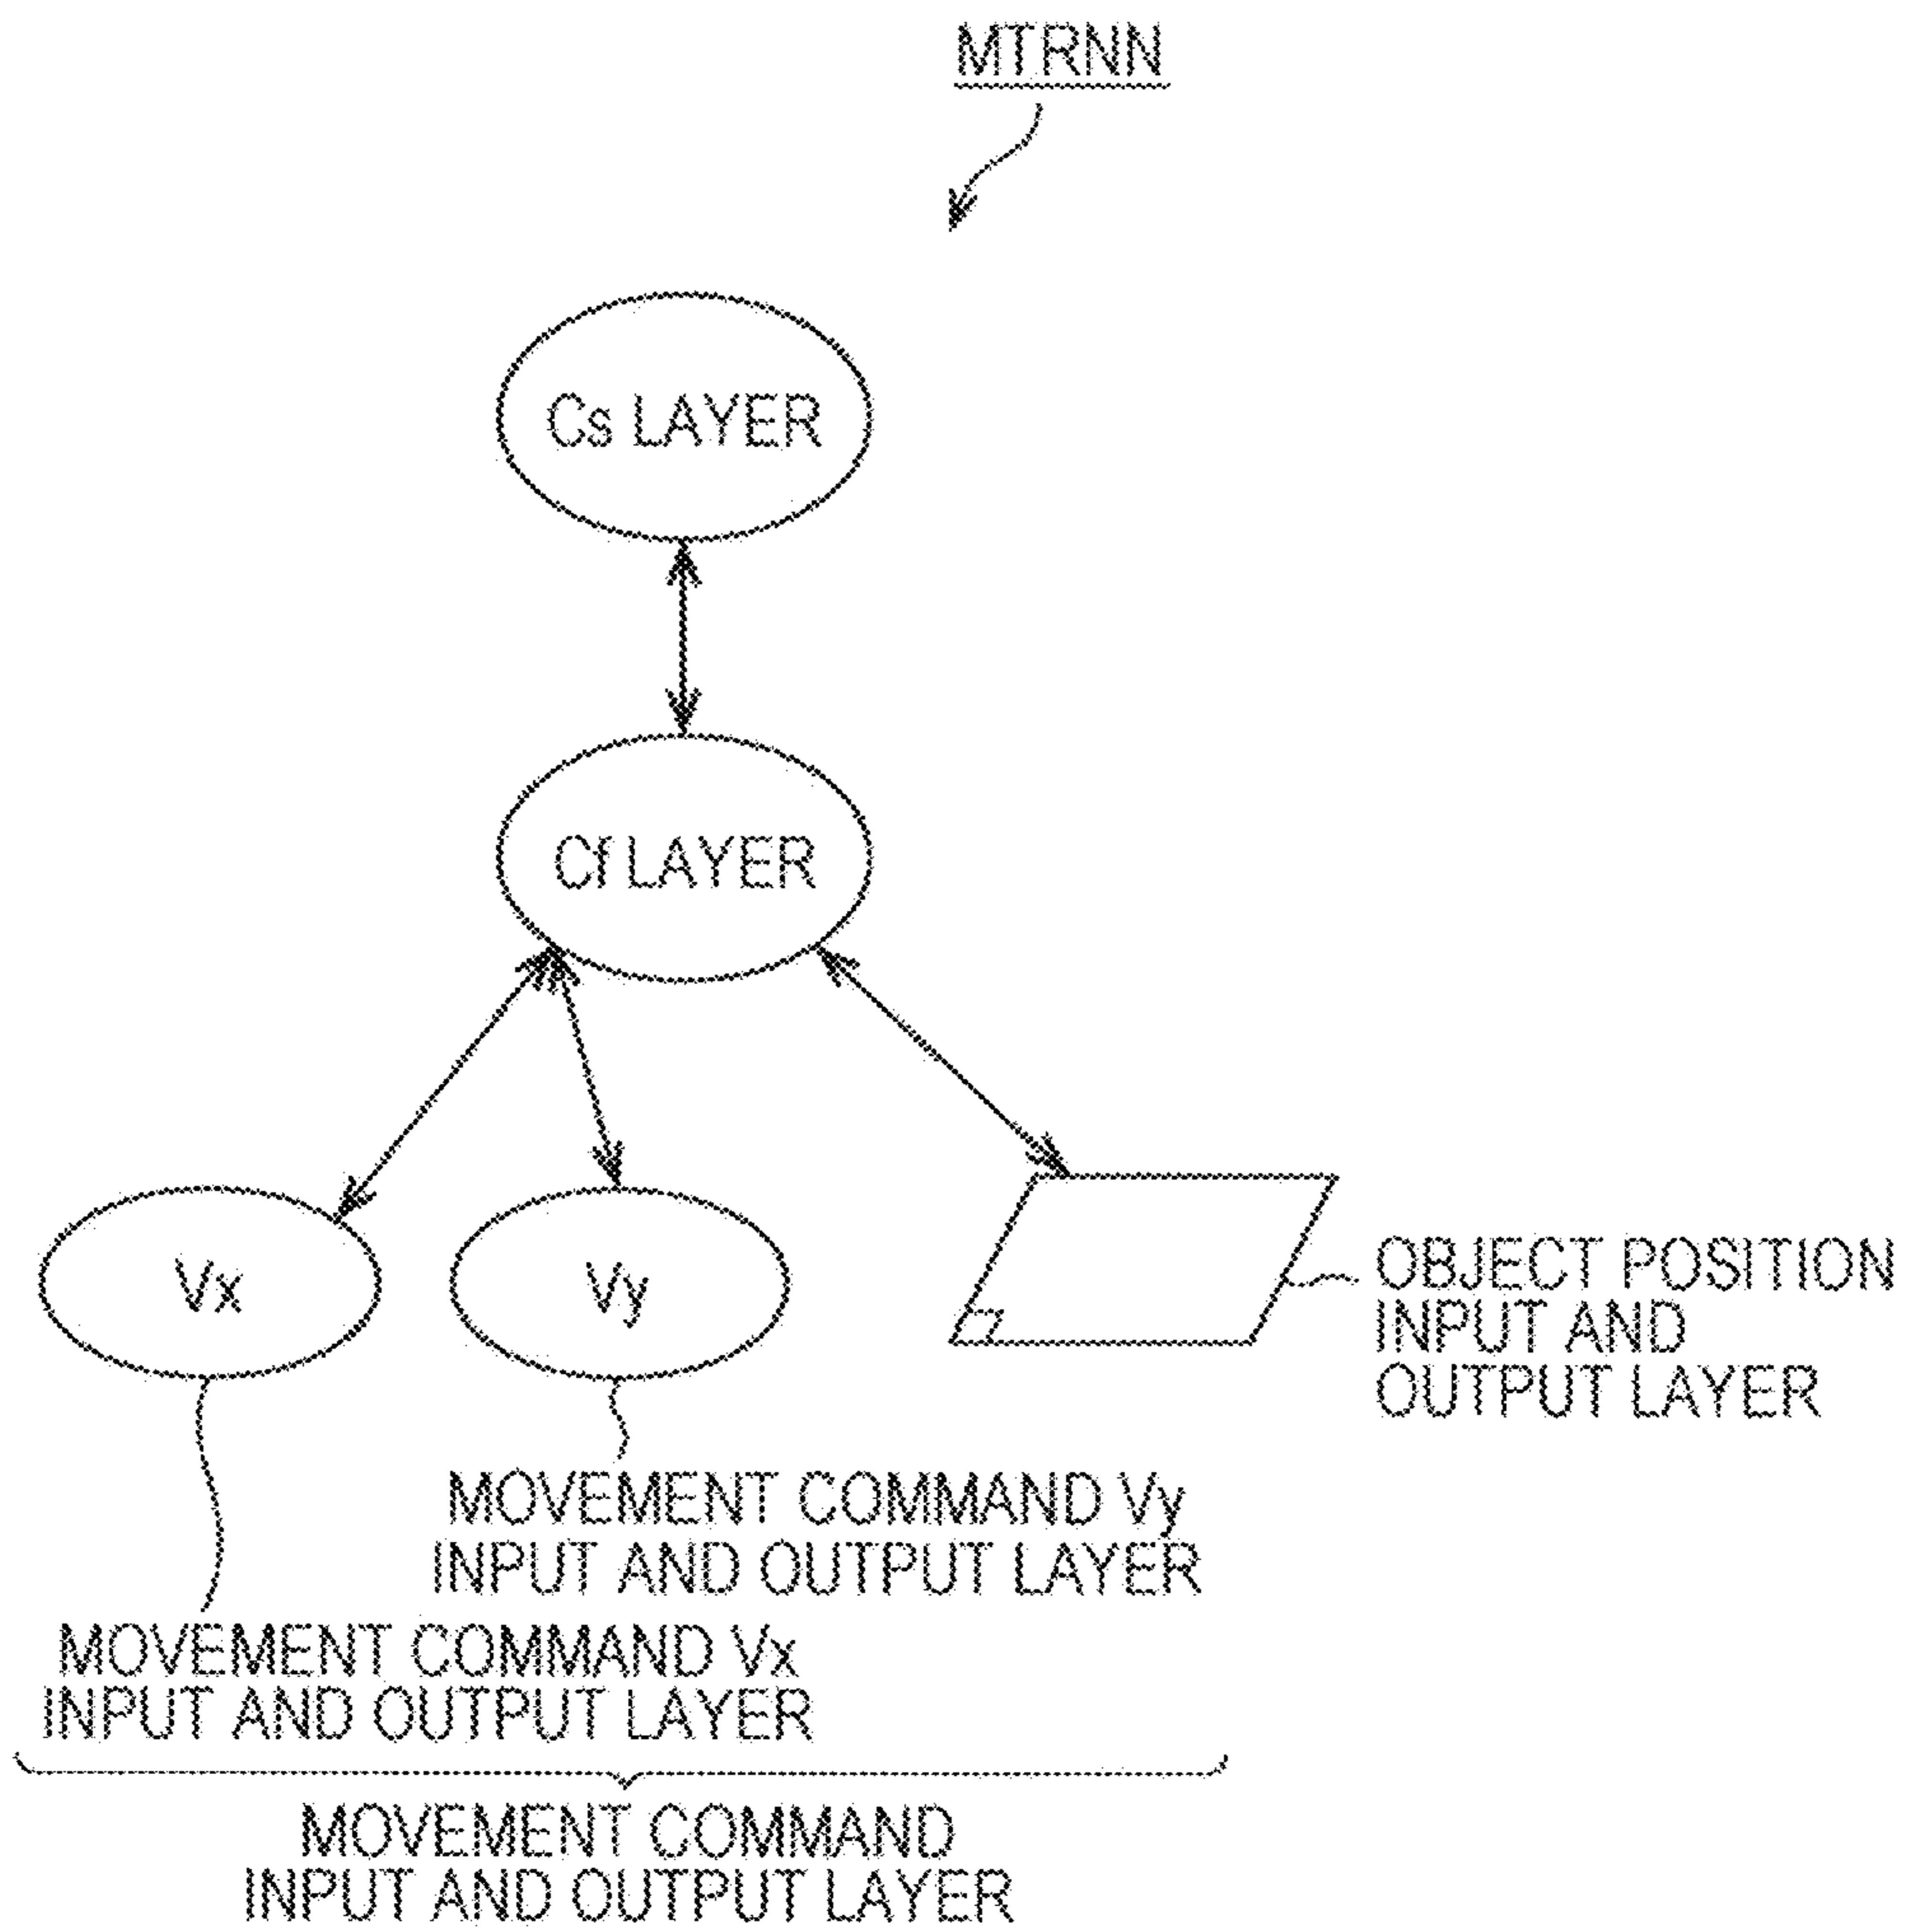 MTRNN
Cs LAYER
Cf LAYER
Vx
Vy
OBJECT POSITION
INPUT AND
OUTPUT LAYER
MOVEMENT COMMAND Vy
INPUT AND OUTPUT LAYER
MOVEMENT COMMAND Vx
INPUT AND OUTPUT LAYER
MOVEMENT COMMAND
INPUT AND OUTPUT LAYER